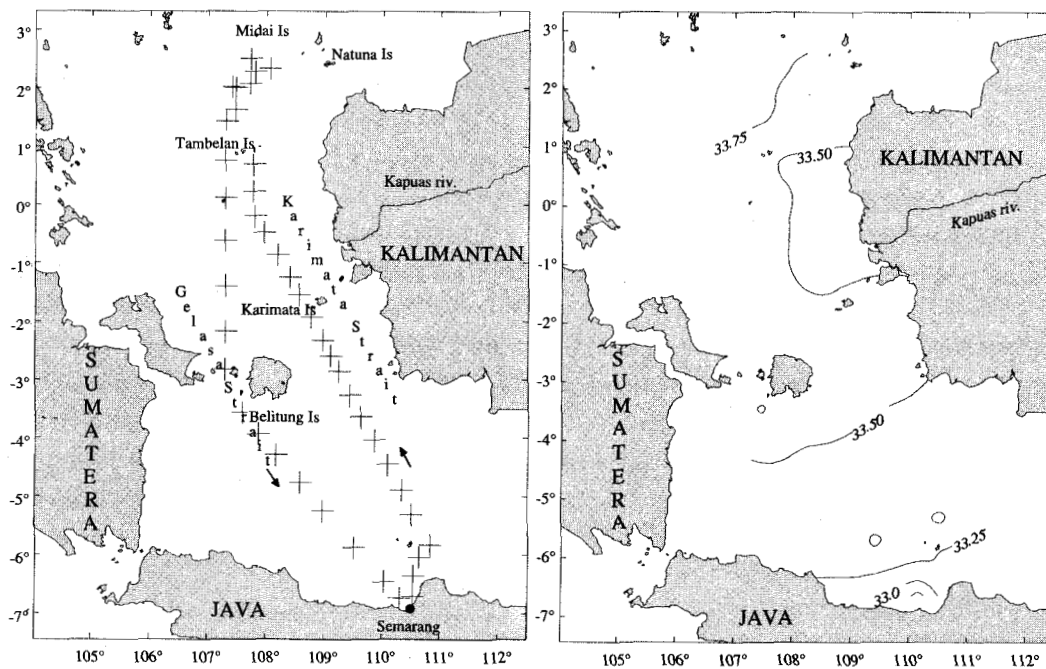 3°
2°
1°
0°
-1°
-2°
-3°
-4°
-5°
-6°
-7°
Midai Is
Natuna Is
Tambelan Is.
Kapuas riv.
KALIMANTAN
Karimata Strait
Karimata Is
Gelasa Strait
Belitung Is
SUMATERA
JAVA
Semarang
105° 106° 107° 108° 109° 110° 111° 112°
3°
2°
1°
0°
-1°
-2°
-3°
-4°
-5°
-6°
-7°
33.75
33.50
KALIMANTAN
Kapuas riv.
33.50
SUMATERA
33.25
33.0
JAVA
105° 106° 107° 108° 109° 110° 111° 112°